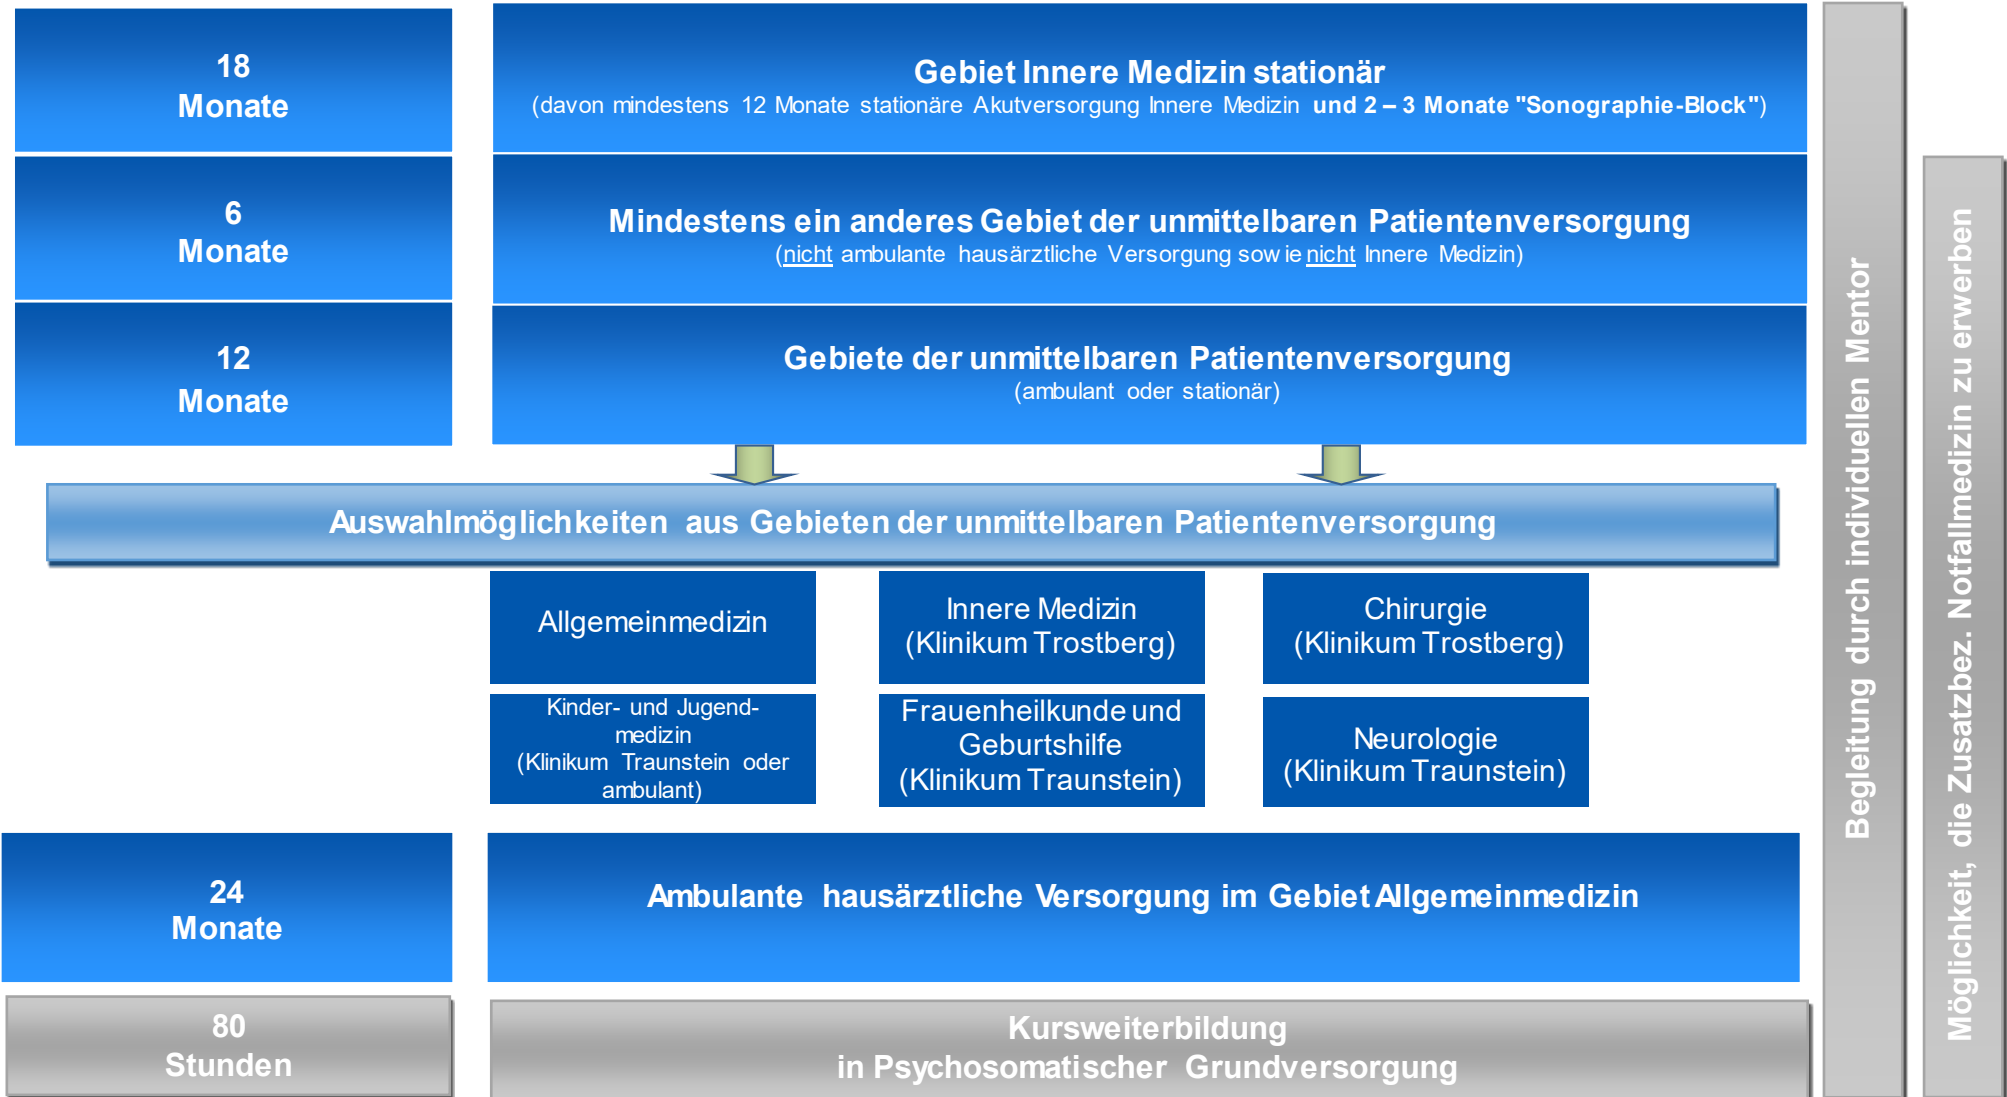 18
Monate
Gebiet Innere Medizin stationär
(davon mindestens 12 Monate stationäre Akutversorgung Innere Medizin und 2 – 3 Monate "Sonographie-Block")
6
Monate
Mindestens ein anderes Gebiet der unmittelbaren Patientenversorgung
(nicht ambulante hausärztliche Versorgung sowie nicht Innere Medizin)
12
Monate
Gebiete der unmittelbaren Patientenversorgung
(ambulant oder stationär)
Auswahlmöglichkeiten aus Gebieten der unmittelbaren Patientenversorgung
Allgemeinmedizin
Innere Medizin
(Klinikum Trostberg)
Chirurgie
(Klinikum Trostberg)
Kinder- und Jugend-
medizin
(Klinikum Traunstein oder
ambulant)
Frauenheilkunde und
Geburtshilfe
(Klinikum Traunstein)
Neurologie
(Klinikum Traunstein)
24
Monate
Ambulante hausärztliche Versorgung im Gebiet Allgemeinmedizin
80
Stunden
Kursweiterbildung
in Psychosomatischer Grundversorgung
Begleitung durch individuellen Mentor
Möglichkeit, die Zusatzbez. Notfallmedizin zu erwerben